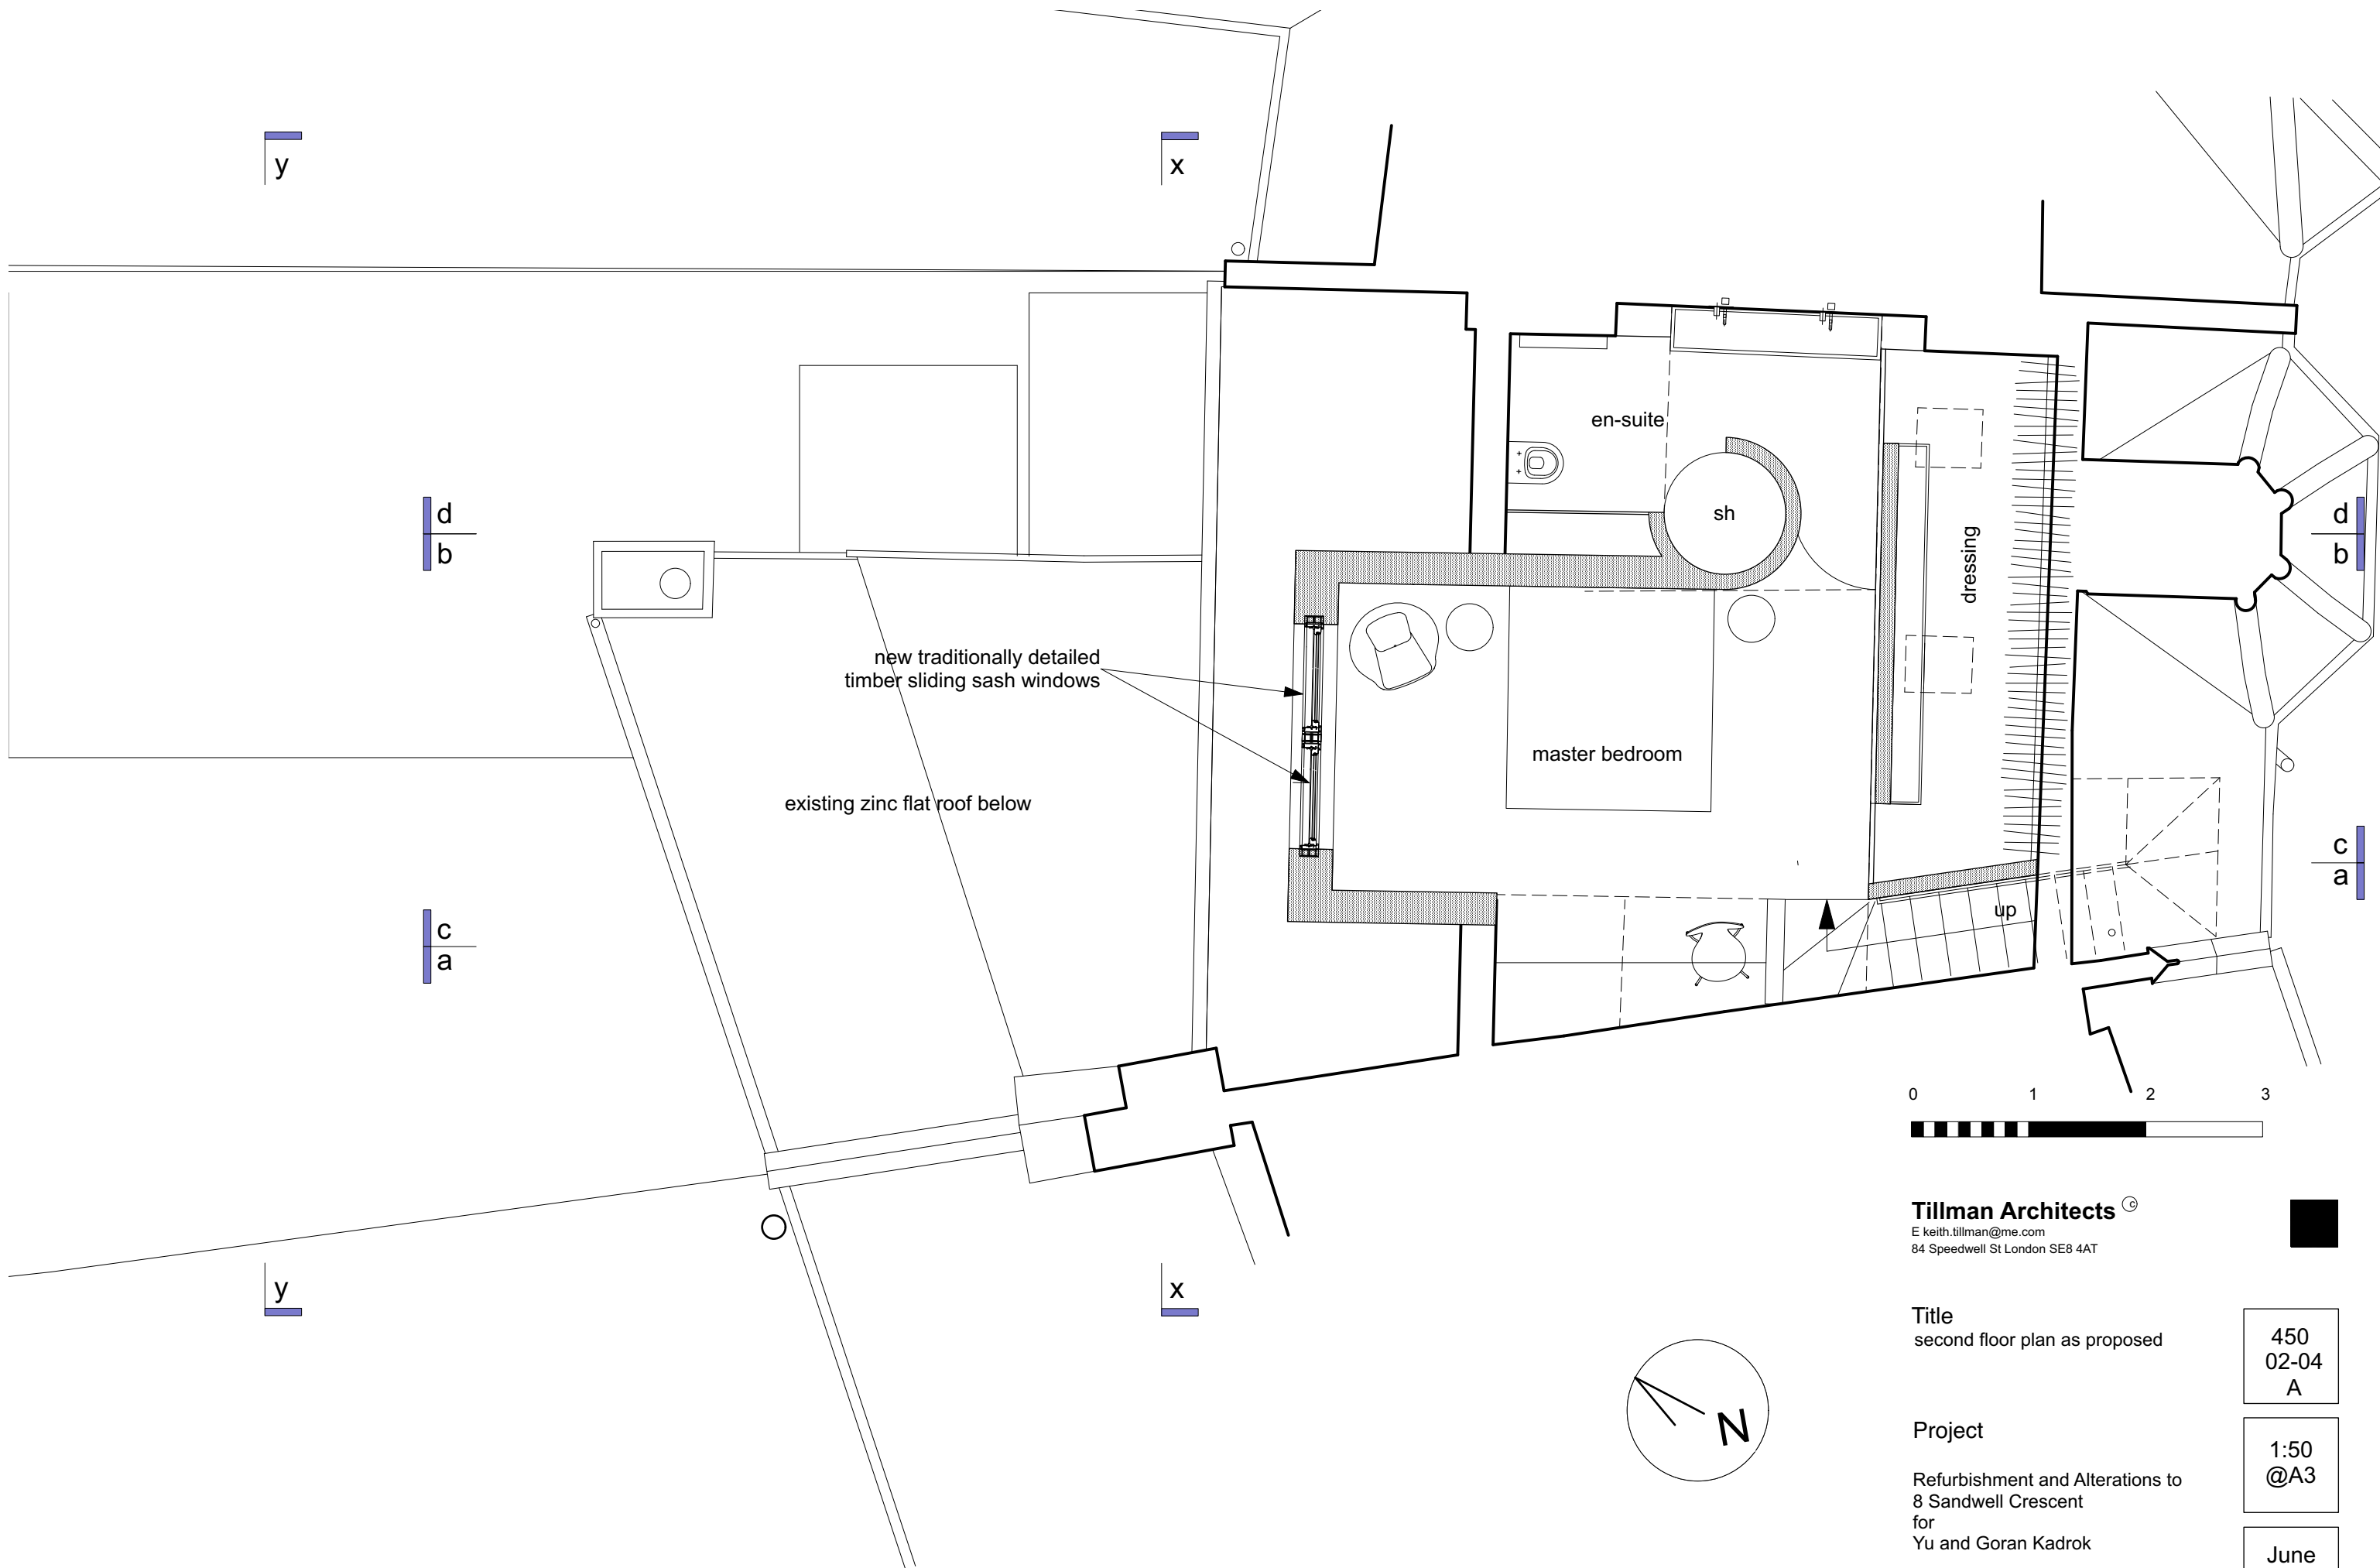 y
x
d
b
d
b
en-suite
sh
dressing
new traditionally detailed
timber sliding sash windows
master bedroom
existing zinc flat roof below
c
a
up
c
a
0 1 2 3
Tillman Architects ©
E keith.tillman@me.com
84 Speedwell St London SE8 4AT
y
x
N
Title
second floor plan as proposed
450
02-04
A
Project
Refurbishment and Alterations to
8 Sandwell Crescent
for
Yu and Goran Kadrok
1:50
@A3
June